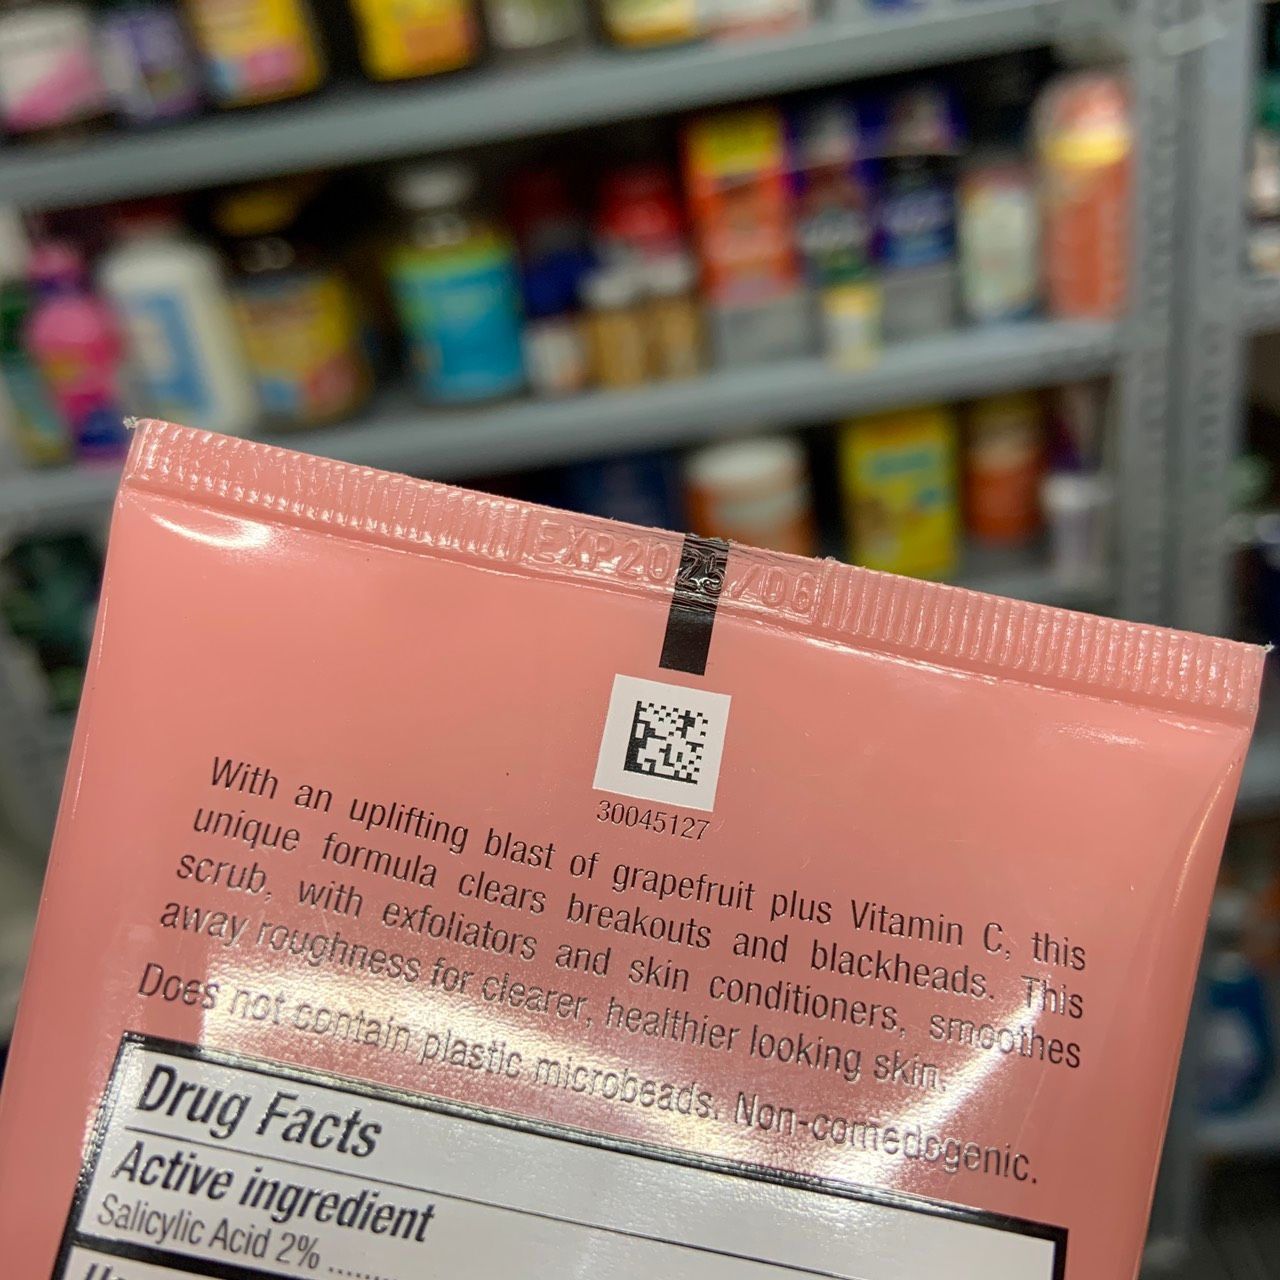 EXP2025/06
30045127
With an uplifting blast of grapefruit plus Vitamin C, this
unique formula clears breakouts and blackheads. This
scrub, with exfoliators and skin conditioners, smoothes
away roughness for clearer, healthier looking skin.
Does not contain plastic microbeads. Non-comedogenic.
Drug Facts
Active ingredient
Salicylic Acid 2% ........